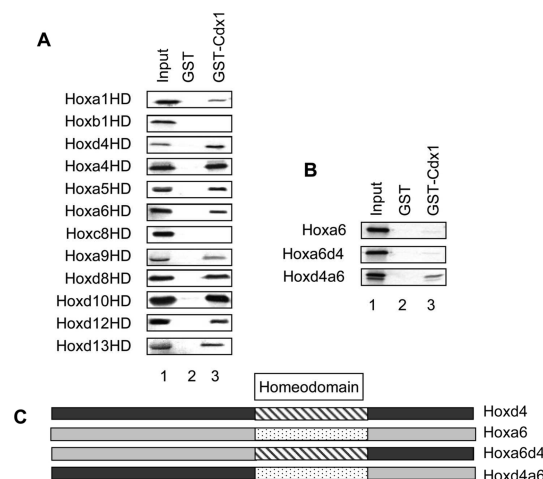 A
Input GST GST-Cdx1
Hoxa1HD
Hoxb1HD
Hoxd4HD
Hoxa4HD
Hoxa5HD
Hoxa6HD
Hoxc8HD
Hoxa9HD
Hoxd8HD
Hoxd10HD
Hoxd12HD
Hoxd13HD
1 2 3
B
Input GST GST-Cdx1
Hoxa6
Hoxa6d4
Hoxd4a6
1 2 3
C
Homeodomain
Hoxd4
Hoxa6
Hoxa6d4
Hoxd4a6